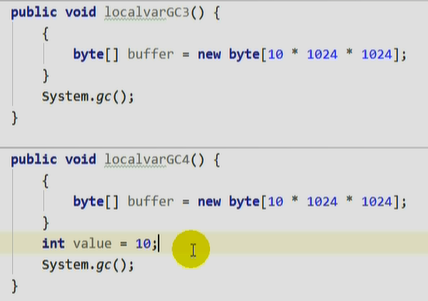 public void localvarGC3() {
{
byte[] buffer = new byte[10 * 1024 * 1024];
}
System.gc();
}
public void localvarGC4() {
{
byte[] buffer = new byte[10 * 1024 * 1024];
}
int value = 10;
System.gc();
}